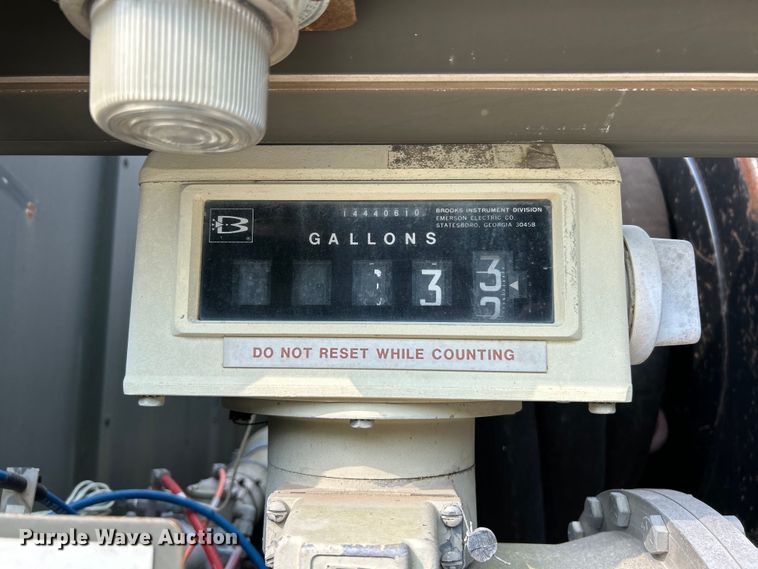 14440610
BROOKS INSTRUMENT DIVISION
EMERSON ELECTRIC CO.
STATESBORO, GEORGIA 30458
B
GALLONS
3 3
DO NOT RESET WHILE COUNTING
Purple Wave Auction